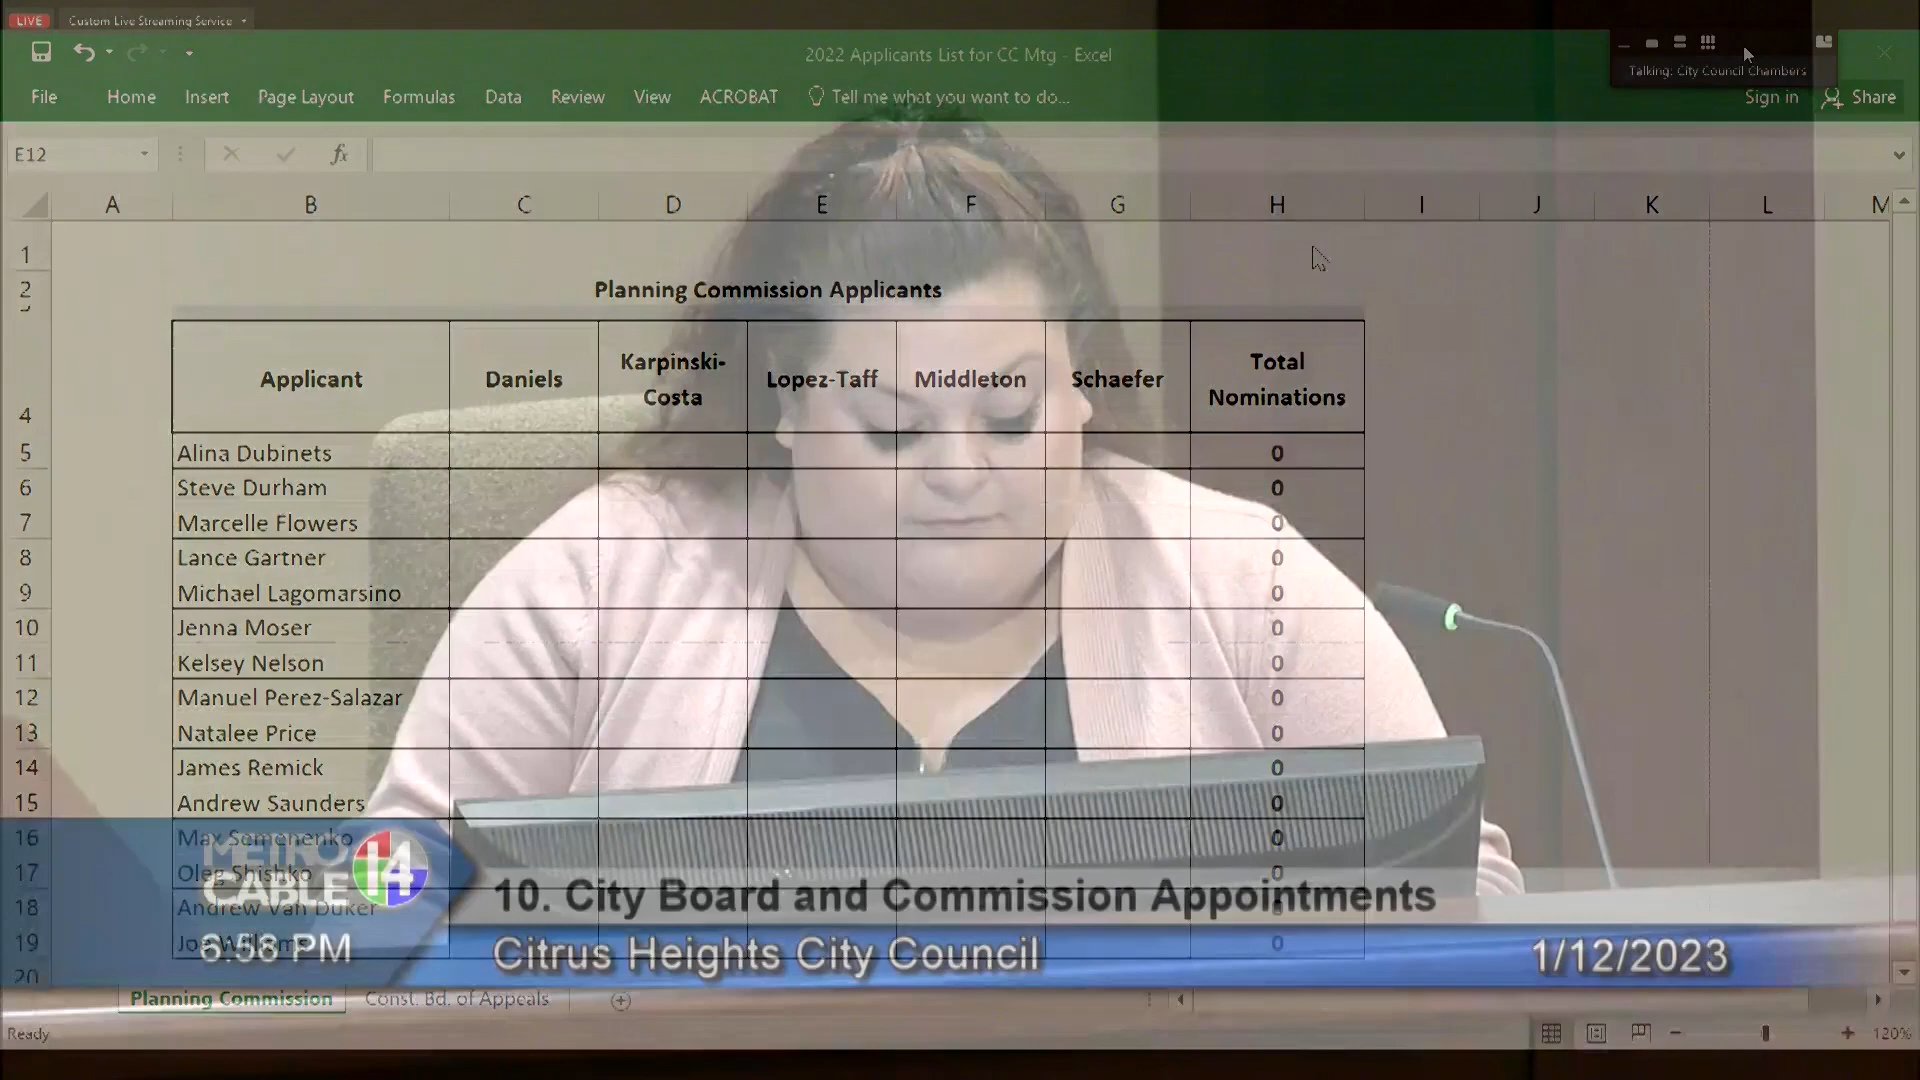 LIVE Custom Live Streaming Service
2022 Applicants List for CC Mtg - Excel
Talking: City Council Chambers
File Home Insert Page Layout Formulas Data Review View ACROBAT Tell me what you want to do... Sign in Share
E12 fx
A B C D E F G H I J K L M
1
2 Planning Commission Applicants
4 Applicant Daniels Karpinski-Costa Lopez-Taff Middleton Schaefer Total Nominations
5 Alina Dubinets 0
6 Steve Durham 0
7 Marcelle Flowers 0
8 Lance Gartner 0
9 Michael Lagomarsino 0
10 Jenna Moser 0
11 Kelsey Nelson 0
12 Manuel Perez-Salazar 0
13 Natalee Price 0
14 James Remick 0
15 Andrew Saunders 0
16 Max Semenenko 0
17 Oleg Shishko 0
18 Andrew Van Duker
19 Joe Williams 0
20
METRO CABLE 14
10. City Board and Commission Appointments
6:58 PM Citrus Heights City Council 1/12/2023
Planning Commission Const. Bd. of Appeals
Ready 120%